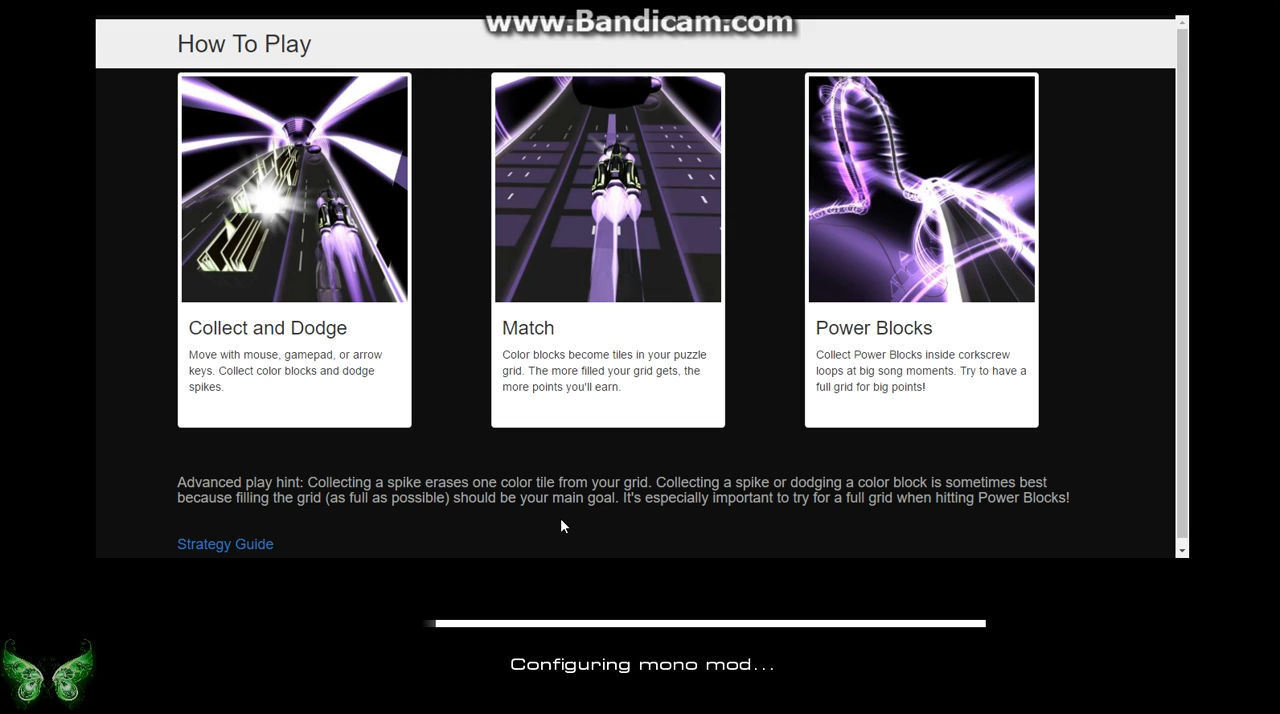 www.Bandicam.com
How To Play
Collect and Dodge
Move with mouse, gamepad, or arrow
keys. Collect color blocks and dodge
spikes.
Match
Color blocks become tiles in your puzzle
grid. The more filled your grid gets, the
more points you'll earn.
Power Blocks
Collect Power Blocks inside corkscrew
loops at big song moments. Try to have a
full grid for big points!
Advanced play hint: Collecting a spike erases one color tile from your grid. Collecting a spike or dodging a color block is sometimes best
because filling the grid (as full as possible) should be your main goal. It's especially important to try for a full grid when hitting Power Blocks!
Strategy Guide
Configuring mono mod...